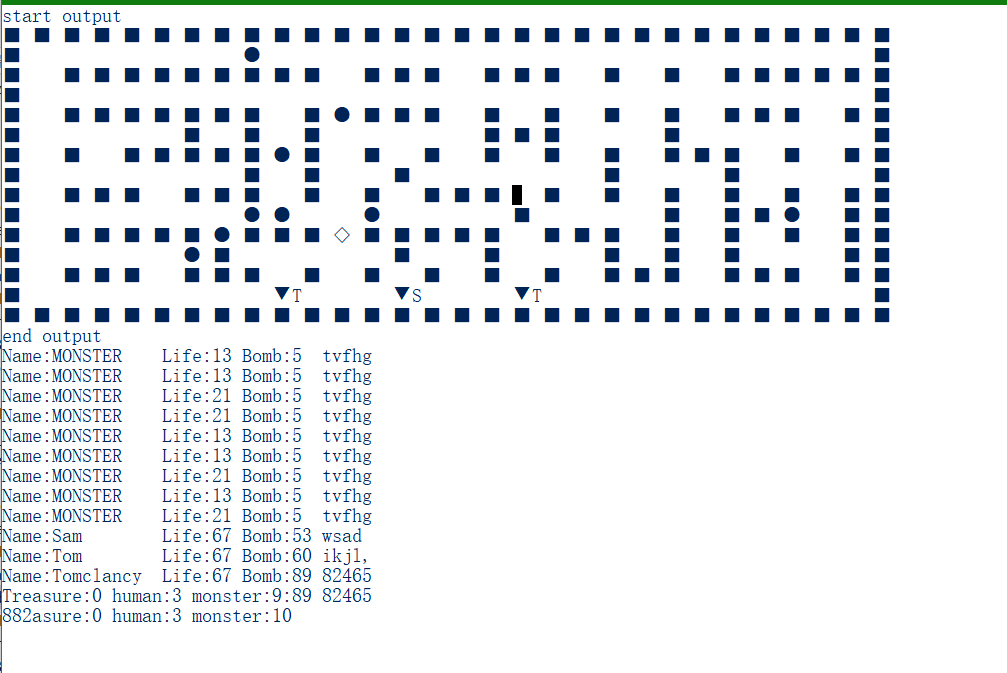 start output
T S T
end output
Name:MONSTER Life:13 Bomb:5 tvfhg
Name:MONSTER Life:13 Bomb:5 tvfhg
Name:MONSTER Life:21 Bomb:5 tvfhg
Name:MONSTER Life:21 Bomb:5 tvfhg
Name:MONSTER Life:13 Bomb:5 tvfhg
Name:MONSTER Life:13 Bomb:5 tvfhg
Name:MONSTER Life:21 Bomb:5 tvfhg
Name:MONSTER Life:13 Bomb:5 tvfhg
Name:MONSTER Life:21 Bomb:5 tvfhg
Name:Sam Life:67 Bomb:53 wsad
Name:Tom Life:67 Bomb:60 ikjl,
Name:Tomclancy Life:67 Bomb:89 82465
Treasure:0 human:3 monster:9:89 82465
882asure:0 human:3 monster:10